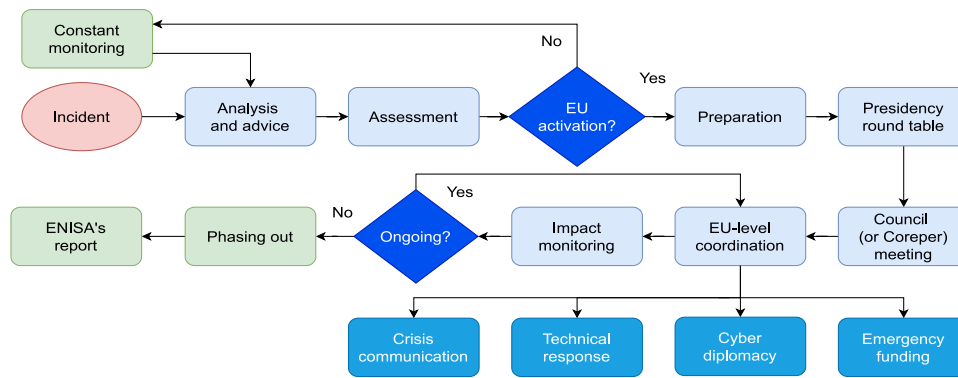 Constant
monitoring
No
Yes
Incident
Analysis
and advice
Assessment
EU
activation?
Preparation
Presidency
round table
ENISA's
report
Phasing out
No
Yes
Ongoing?
Impact
monitoring
EU-level
coordination
Council
(or Coreper)
meeting
Crisis
communication
Technical
response
Cyber
diplomacy
Emergency
funding